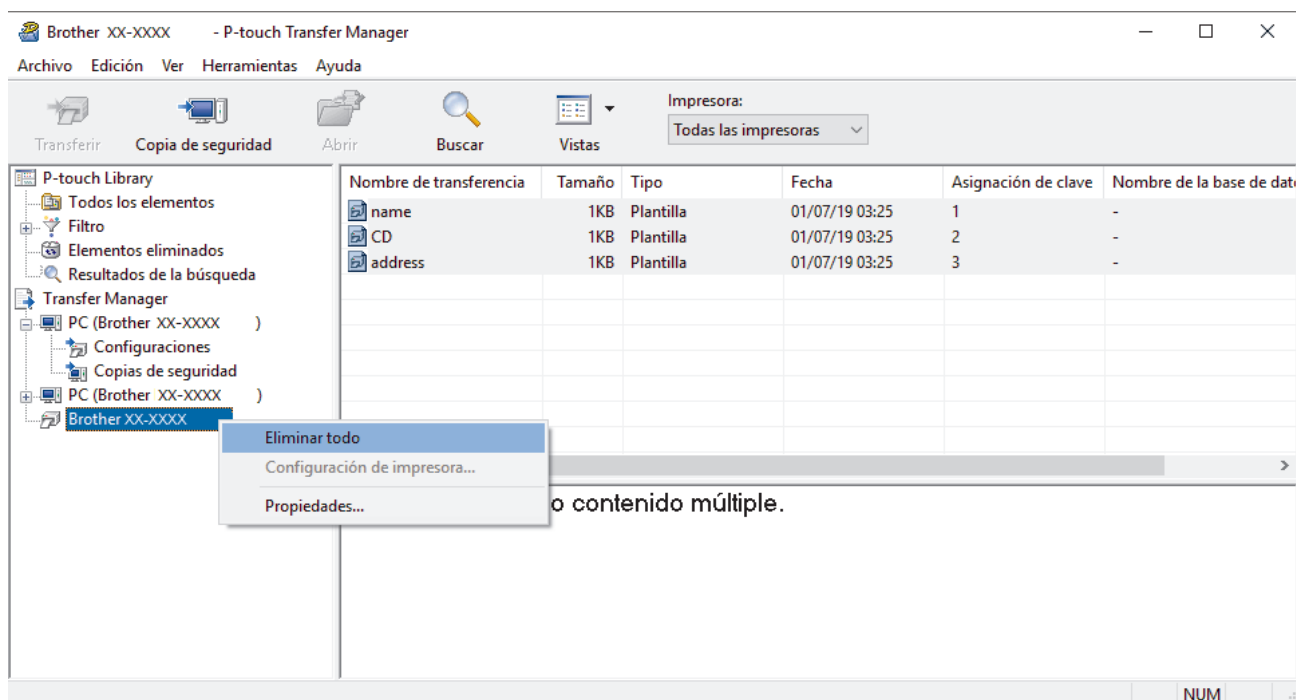 Brother XX-XXXX - P-touch Transfer Manager
Archivo Edición Ver Herramientas Ayuda
Transferir Copia de seguridad Abrir Buscar Vistas
Impresora:
Todas las impresoras
P-touch Library
Todos los elementos
Filtro
Elementos eliminados
Resultados de la búsqueda
Transfer Manager
PC (Brother XX-XXXX )
Configuraciones
Copias de seguridad
PC (Brother XX-XXXX )
Brother XX-XXXX
Eliminar todo
Configuración de impresora...
Propiedades...
Nombre de transferencia Tamaño Tipo Fecha Asignación de clave Nombre de la base de dat
name 1KB Plantilla 01/07/19 03:25 1 -
CD 1KB Plantilla 01/07/19 03:25 2 -
address 1KB Plantilla 01/07/19 03:25 3 -
o contenido múltiple.
NUM